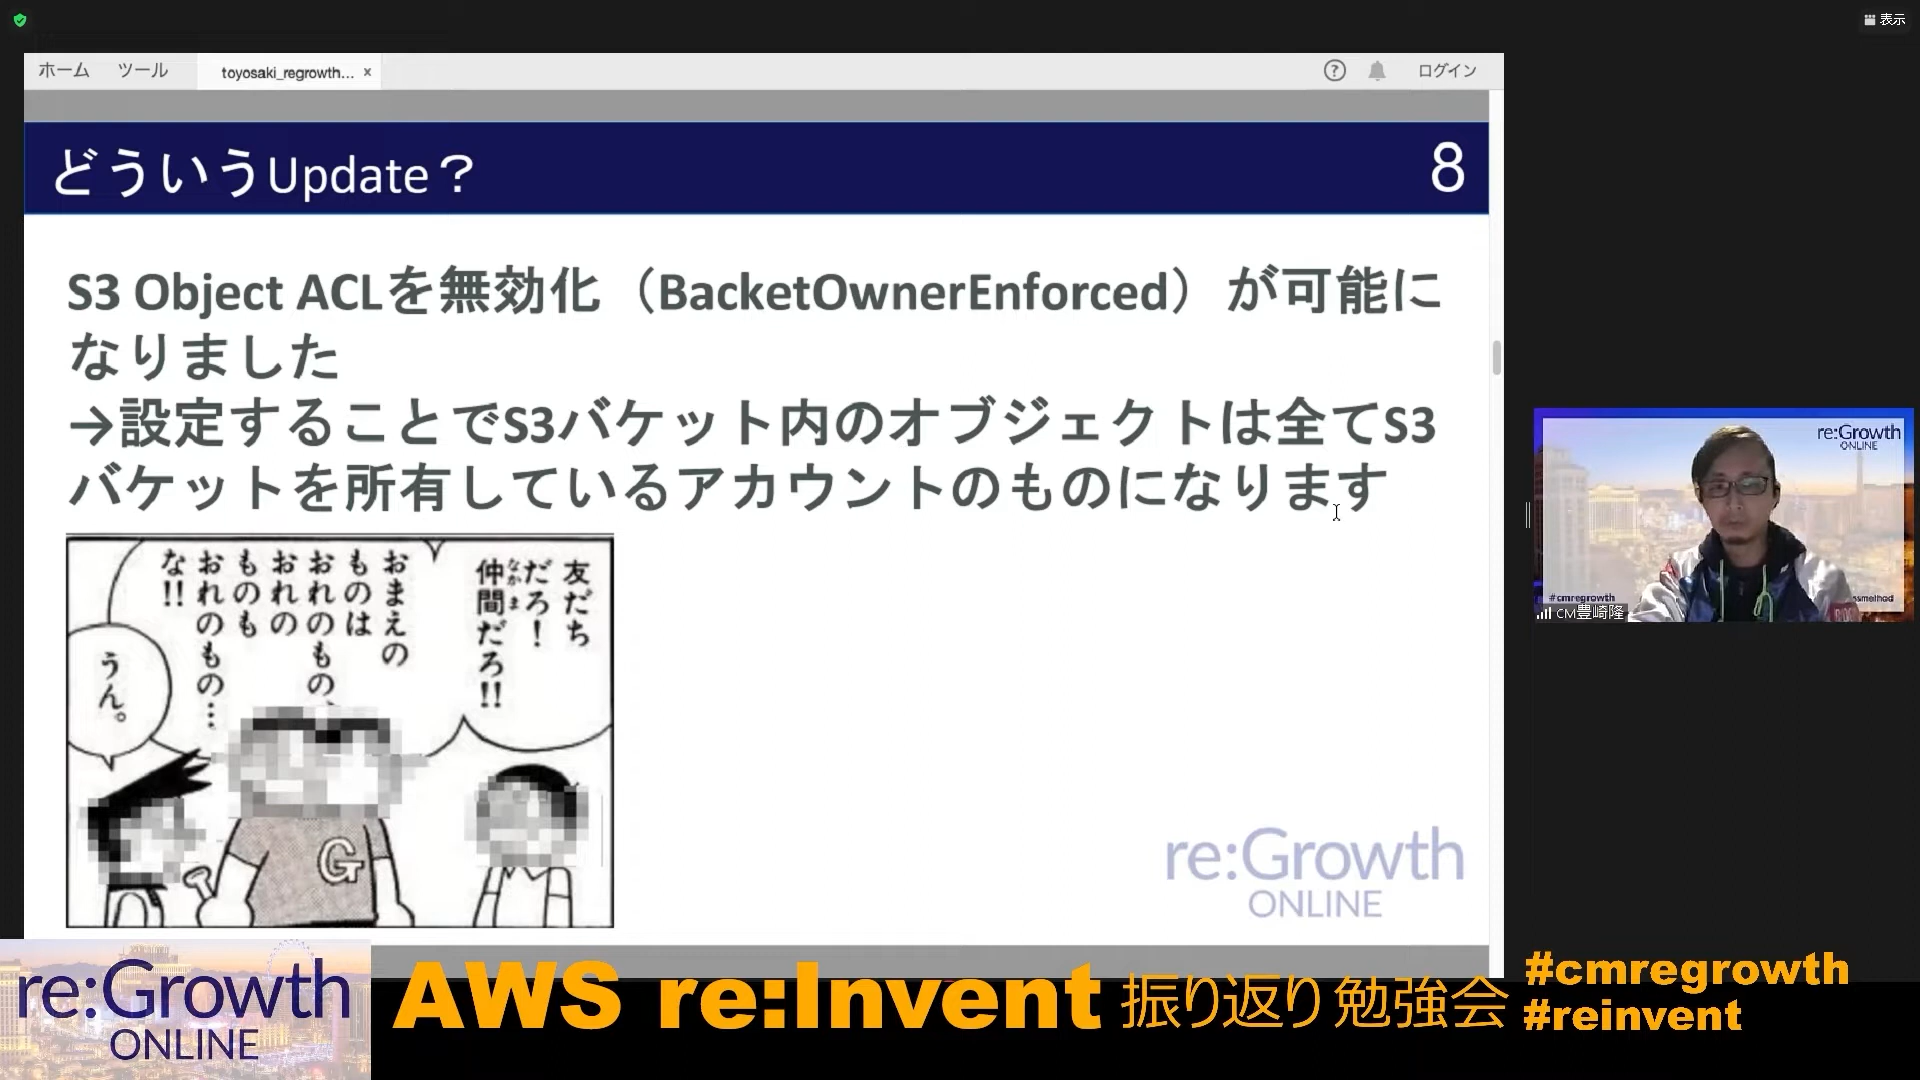 表示
ホーム ツール toyosaki_regrowth... × ? ログイン
どういうUpdate？
8
S3 Object ACLを無効化（BacketOwnerEnforced）が可能に
なりました
→設定することでS3バケット内のオブジェクトは全てS3
バケットを所有しているアカウントのものになります
友だち
だろ！
仲間だろ!!
なかま
おまえの
ものは
おれのもの、
おれの
ものも
おれのもの…
な!!
うん。
G
re:Growth
ONLINE
re:Growth
ONLINE
#cmregrowth
CM豊崎隆
re:Growth
ONLINE
AWS re:Invent 振り返り勉強会
#cmregrowth
#reinvent